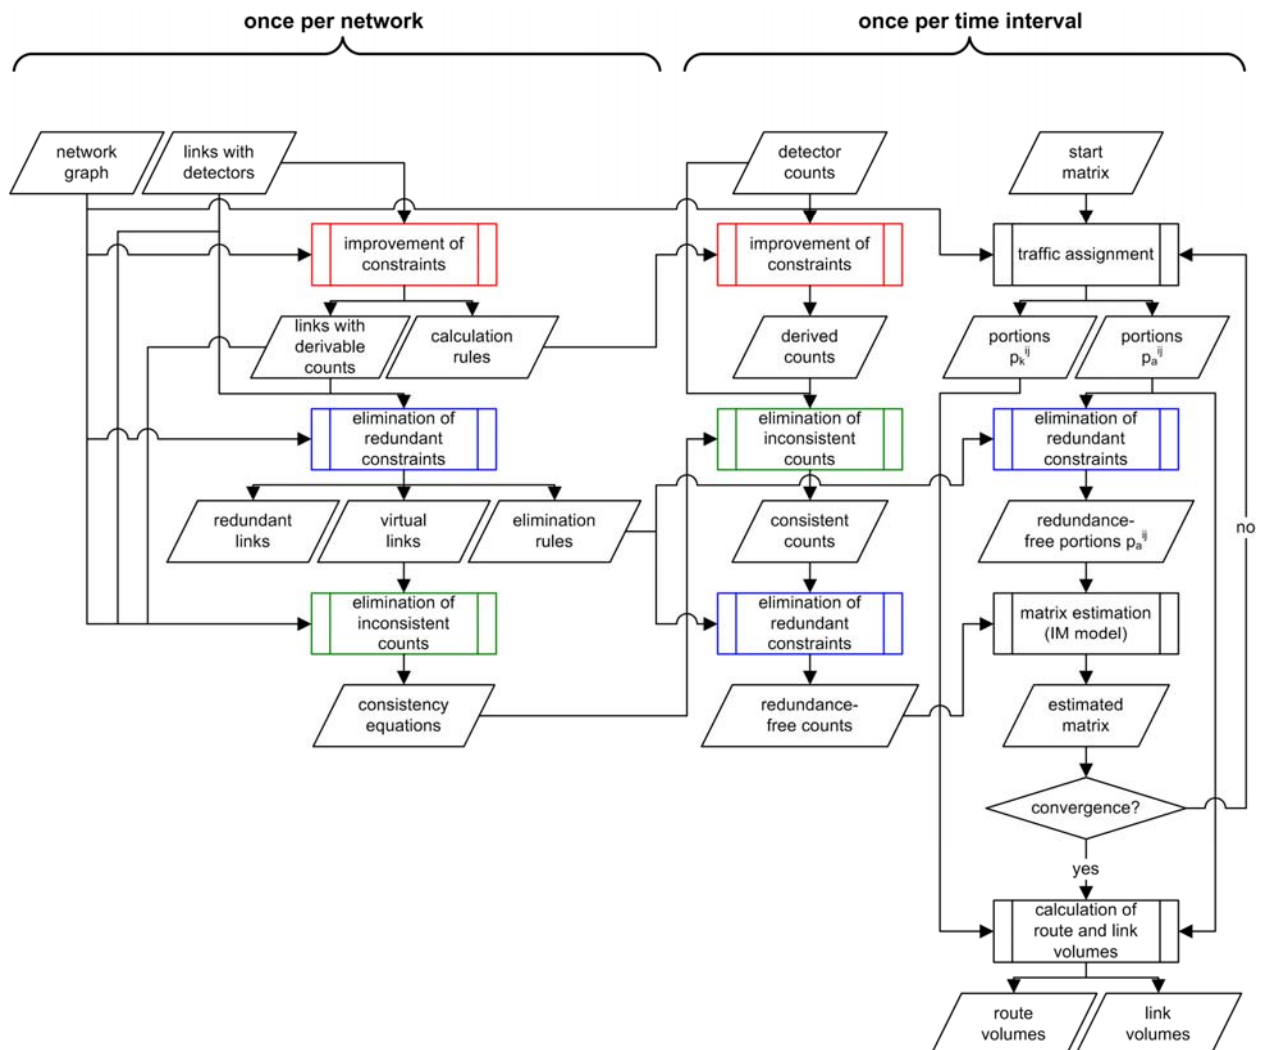 once per network
once per time interval
network
graph
links with
detectors
detector
counts
start
matrix
improvement of
constraints
improvement of
constraints
traffic assignment
links with
derivable
counts
calculation
rules
derived
counts
portions
pₖⁱʲ
portions
pₐⁱʲ
elimination of
redundant
constraints
elimination of
inconsistent
counts
elimination of
redundant
constraints
redundant
links
virtual
links
elimination
rules
consistent
counts
redundance-
free portions pₐⁱʲ
no
elimination of
inconsistent
counts
elimination of
redundant
constraints
matrix estimation
(IM model)
consistency
equations
redundance-
free counts
estimated
matrix
convergence?
yes
calculation of
route and link
volumes
route
volumes
link
volumes